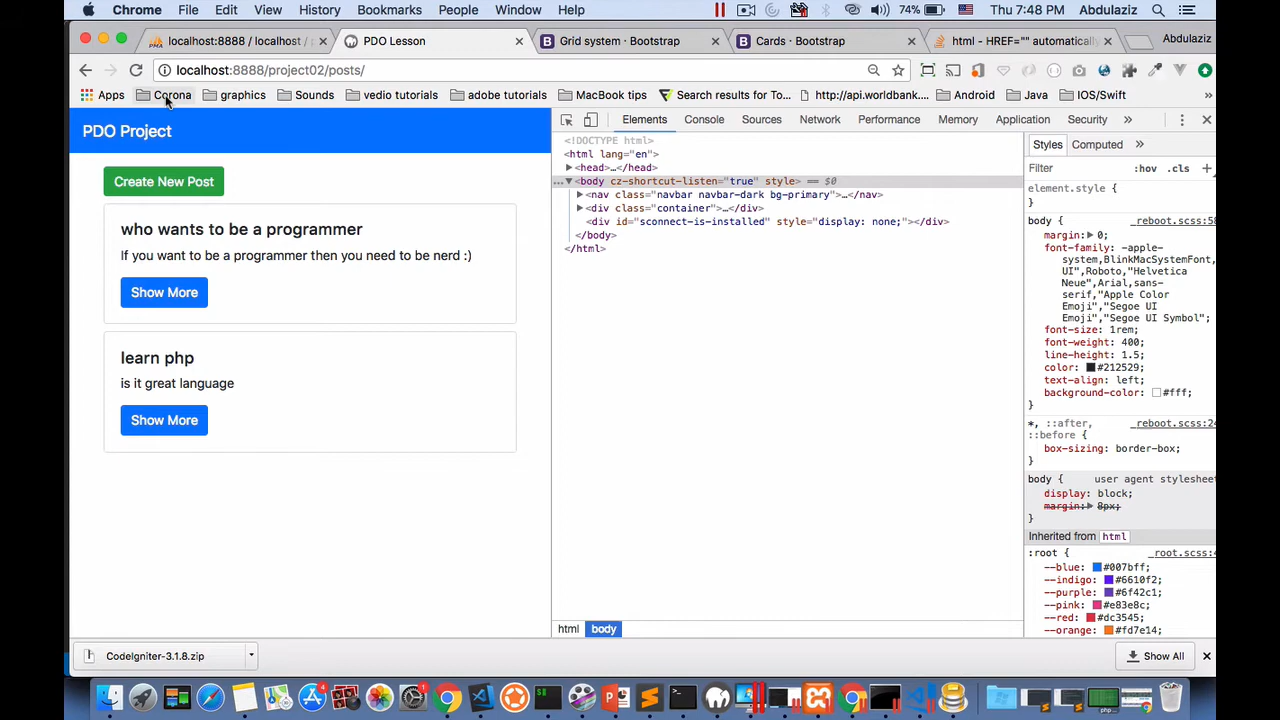 Chrome File Edit View History Bookmarks People Window Help 74% Thu 7:48 PM Abdulaziz
localhost:8888 / localhost / p PDO Lesson Grid system · Bootstrap Cards · Bootstrap html - HREF="" automatically Abdulaziz
localhost:8888/project02/posts/
Apps Corona graphics Sounds vedio tutorials adobe tutorials MacBook tips Search results for To... http://api.worldbank.... Android Java IOS/Swift »
PDO Project
Create New Post
who wants to be a programmer
If you want to be a programmer then you need to be nerd :)
Show More
learn php
is it great language
Show More
Elements Console Sources Network Performance Memory Application Security »
<!DOCTYPE html>
<html lang="en">
▶<head>…</head>
…▼<body cz-shortcut-listen="true" style> == $0
▶<nav class="navbar navbar-dark bg-primary">…</nav>
▶<div class="container">…</div>
<div id="sconnect-is-installed" style="display: none;"></div>
</body>
</html>
html body
Styles Computed »
Filter :hov .cls +
element.style {
}
body { _reboot.scss:58
margin:▶ 0;
font-family: -apple-
system,BlinkMacSystemFont,
UI",Roboto,"Helvetica
Neue",Arial,sans-
serif,"Apple Color
Emoji","Segoe UI
Emoji","Segoe UI Symbol";
font-size: 1rem;
font-weight: 400;
line-height: 1.5;
color: #212529;
text-align: left;
background-color: #fff;
}
*, ::after, _reboot.scss:24
::before {
box-sizing: border-box;
}
body { user agent stylesheet
display: block;
margin:▶ 8px;
}
Inherited from html
:root { _root.scss:
--blue: #007bff;
--indigo: #6610f2;
--purple: #6f42c1;
--pink: #e83e8c;
--red: #dc3545;
--orange: #fd7e14;
CodeIgniter-3.1.8.zip Show All